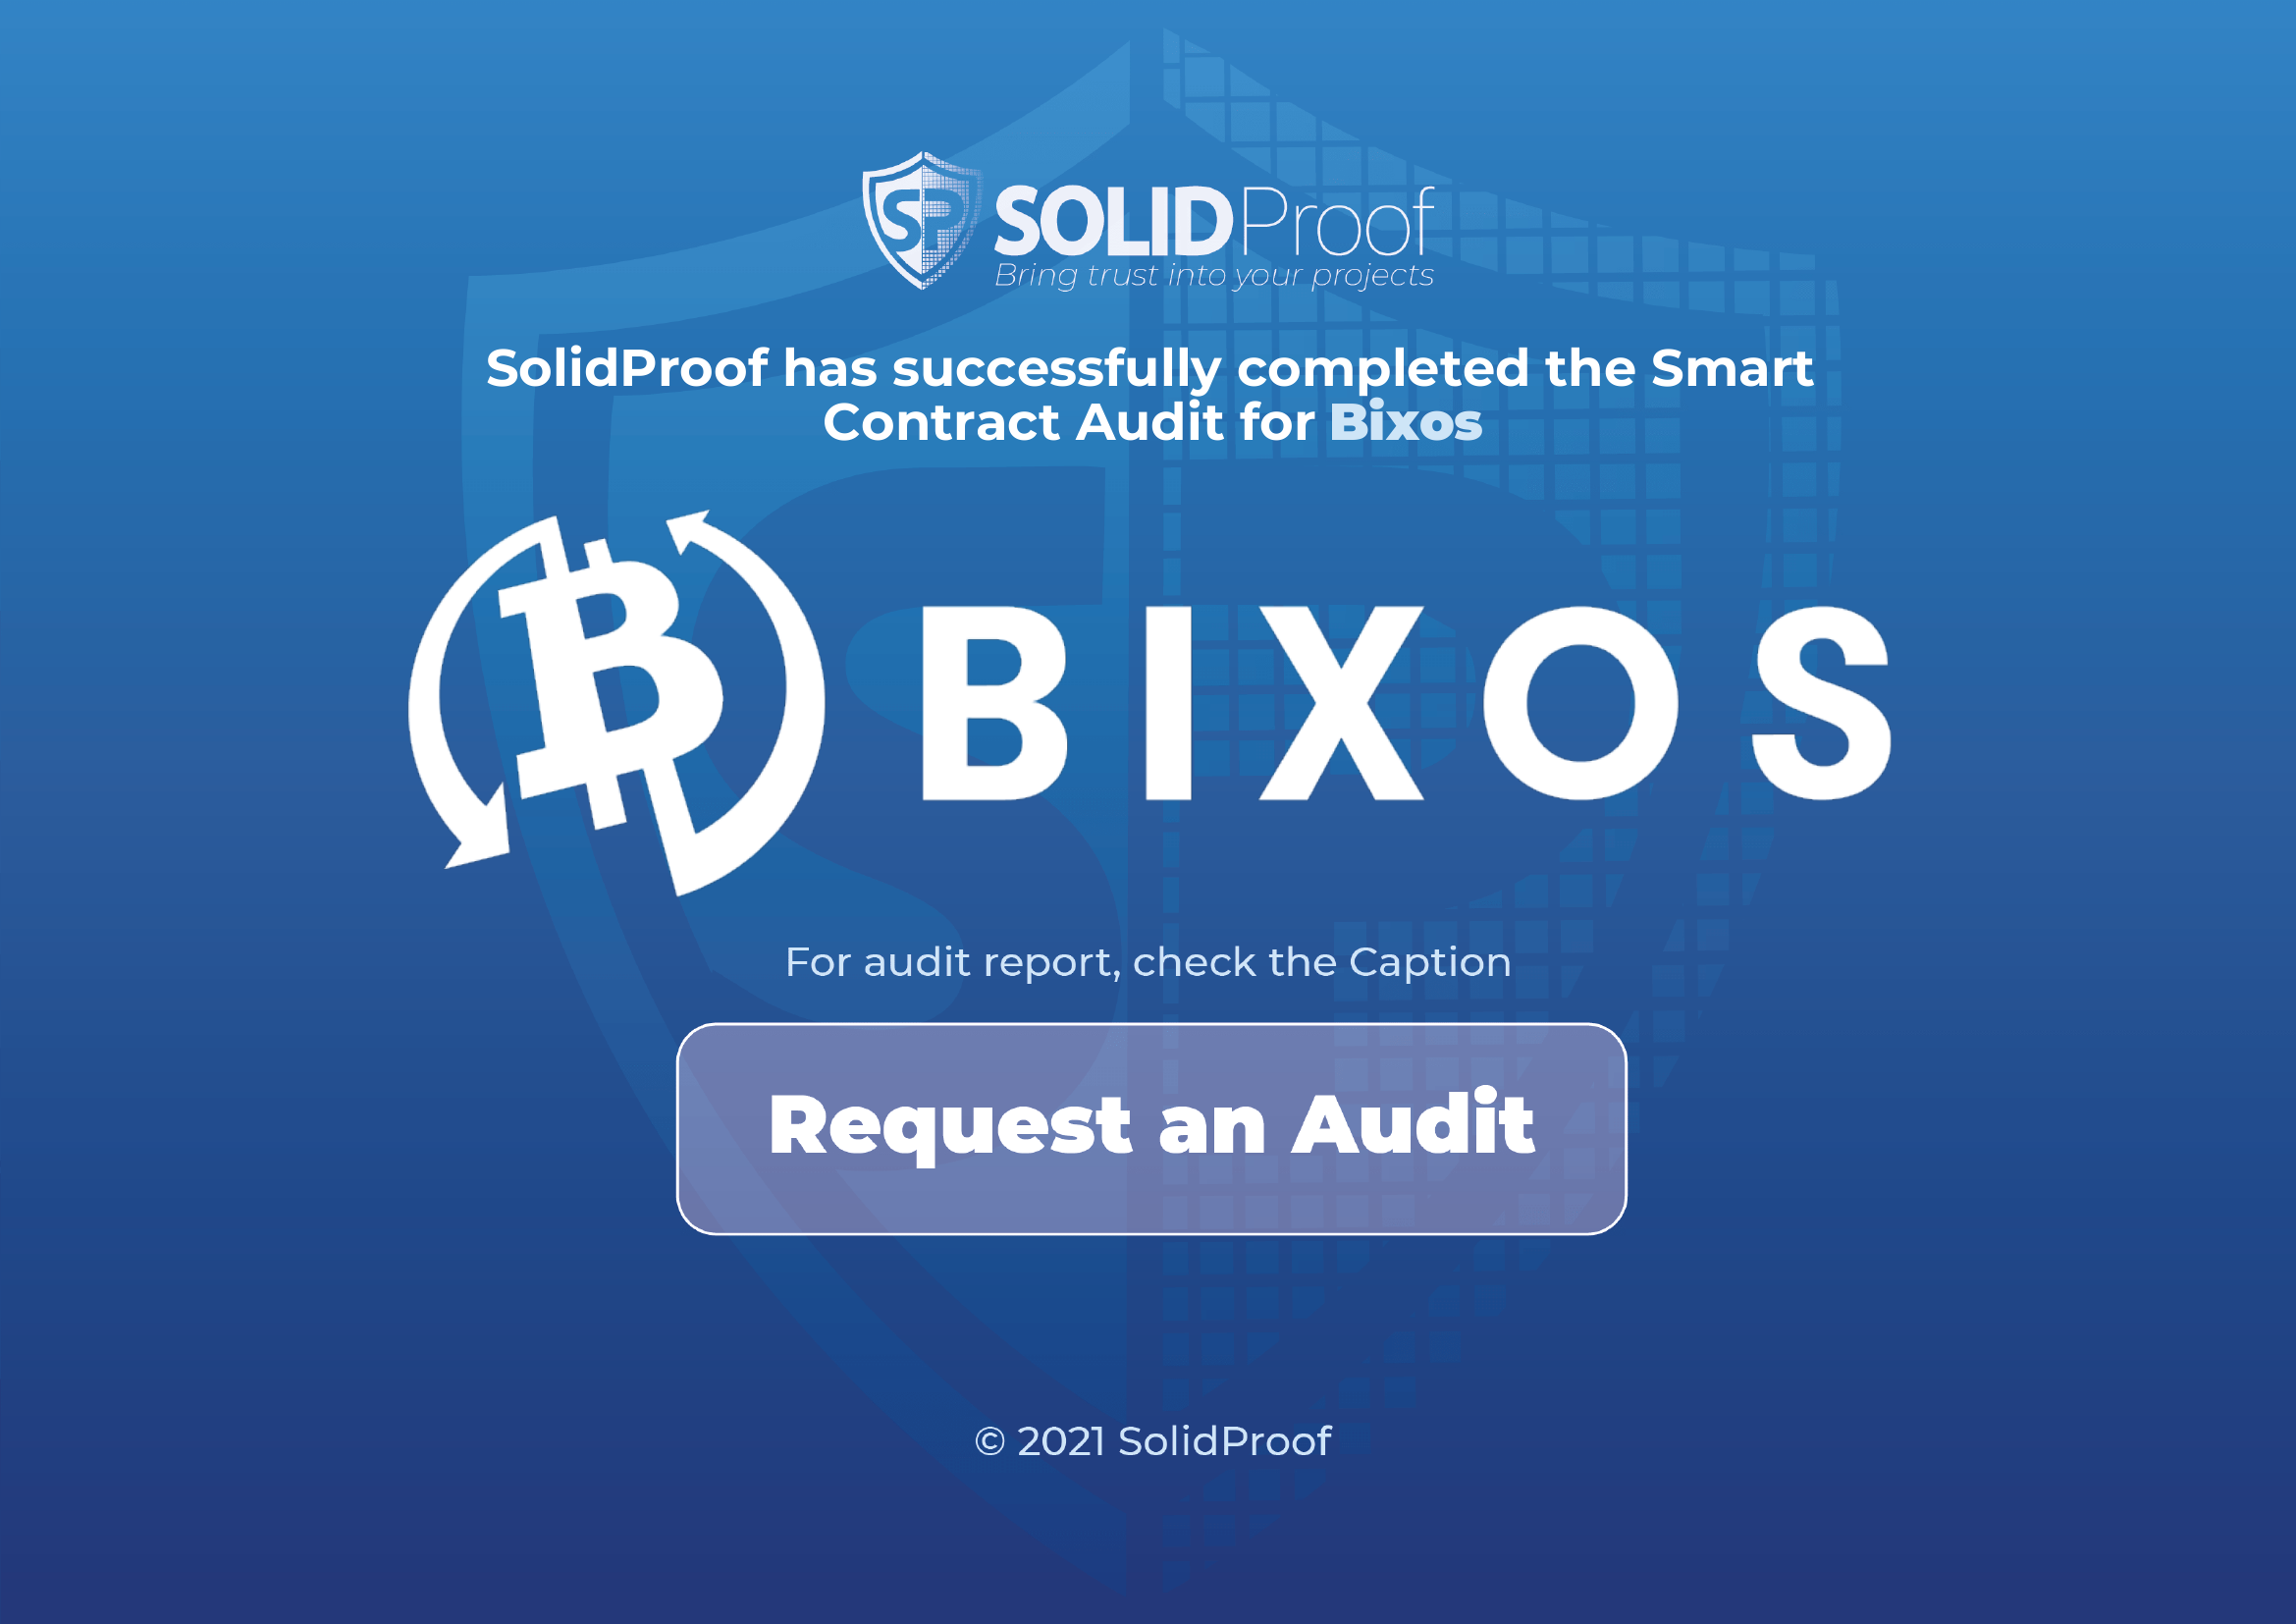 SP SOLIDProof
Bring trust into your projects
SolidProof has successfully completed the Smart
Contract Audit for Bixos
BIXOS
For audit report, check the Caption
Request an Audit
© 2021 SolidProof